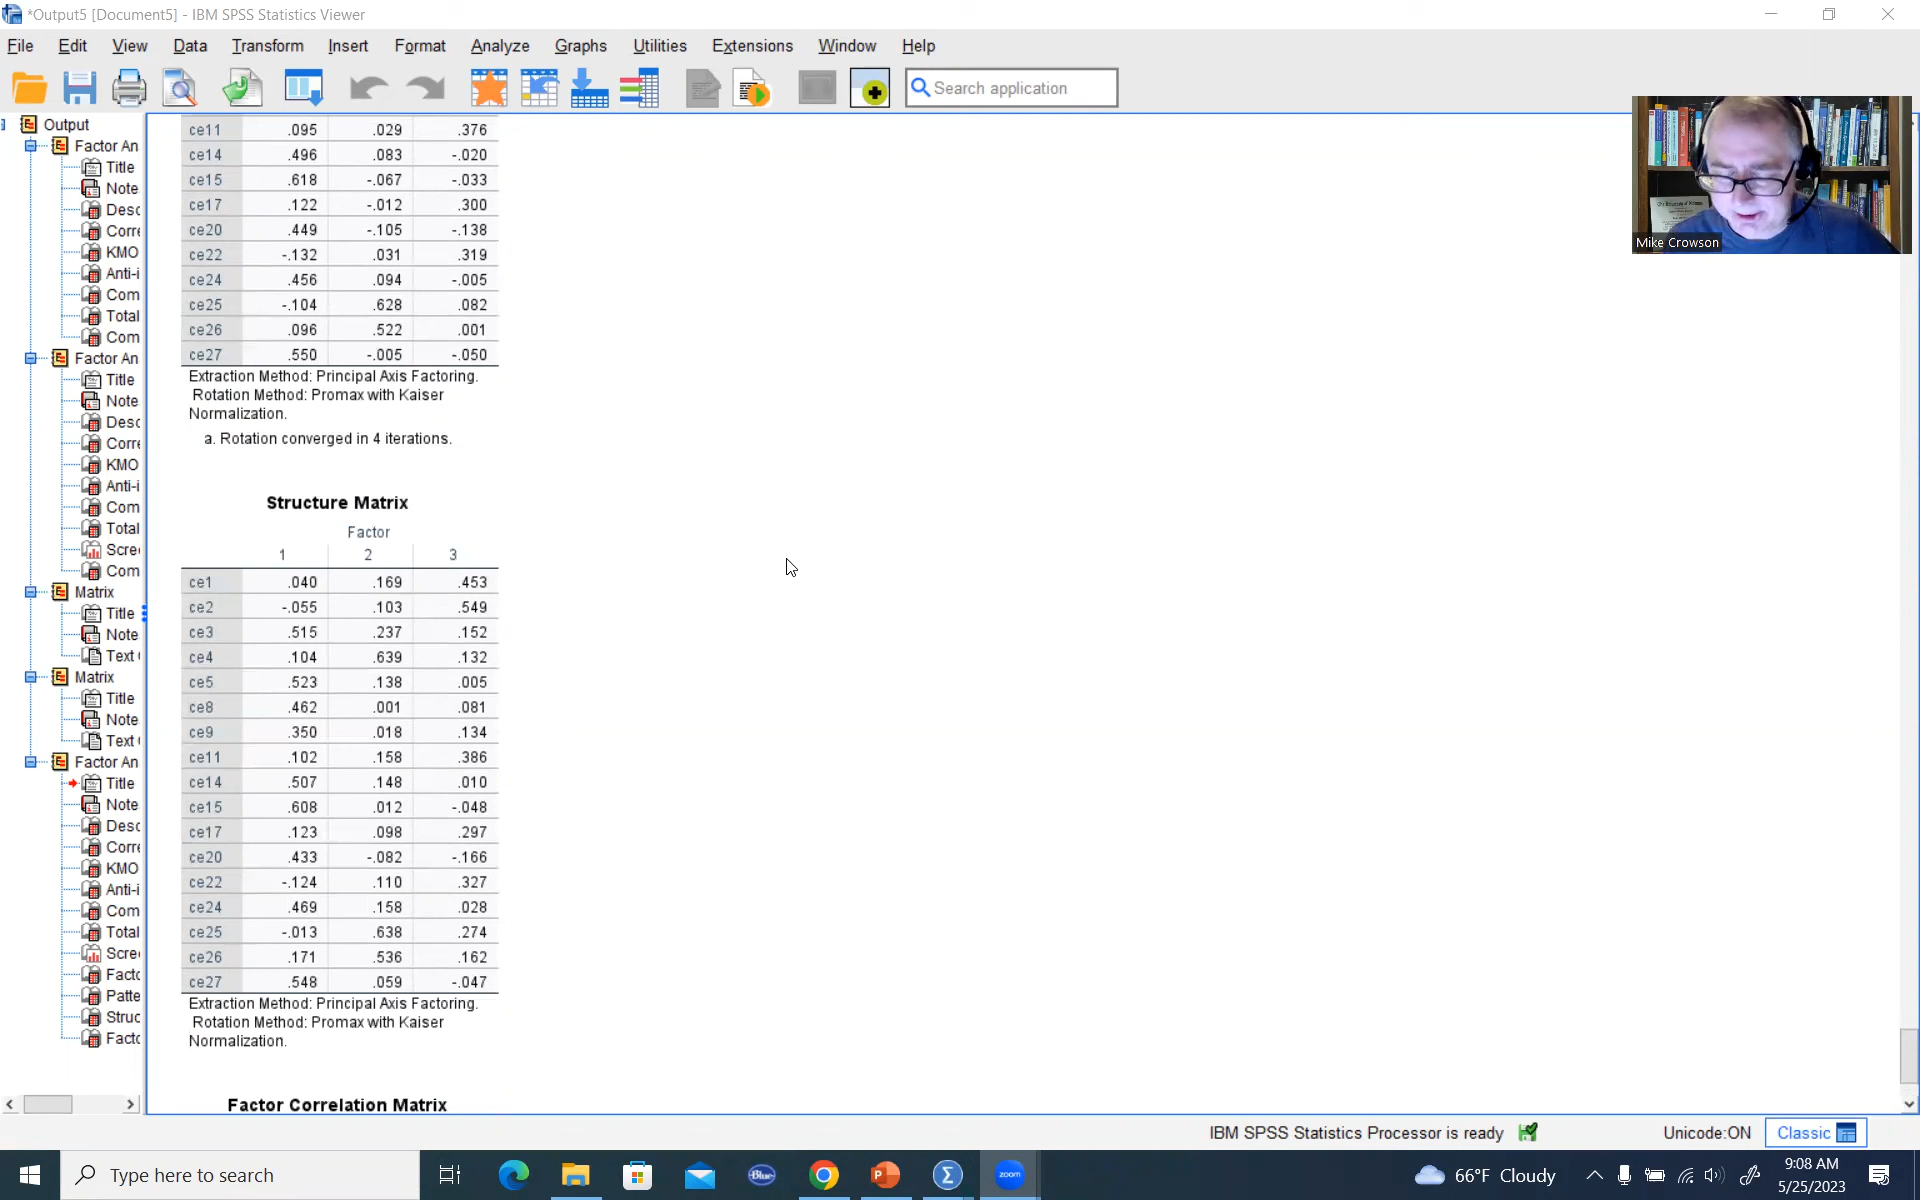 *Output5 [Document5] - IBM SPSS Statistics Viewer
File Edit View Data Transform Insert Format Analyze Graphs Utilities Extensions Window Help
Search application
Output
Factor An
Title
Note
Desc
Corre
KMO
Anti-i
Com
Total
Com
Factor An
Title
Note
Desc
Corre
KMO
Anti-i
Com
Total
Scre
Com
Matrix
Title
Note
Text
Matrix
Title
Note
Text
Factor An
Title
Note
Desc
Corre
KMO
Anti-i
Com
Total
Scre
Facto
Patte
Struc
Facto
ce11 .095 .029 .376
ce14 .496 .083 -.020
ce15 .618 -.067 -.033
ce17 .122 -.012 .300
ce20 .449 -.105 -.138
ce22 -.132 .031 .319
ce24 .456 .094 -.005
ce25 -.104 .628 .082
ce26 .096 .522 .001
ce27 .550 -.005 -.050
Extraction Method: Principal Axis Factoring.
Rotation Method: Promax with Kaiser
Normalization.
a. Rotation converged in 4 iterations.
Structure Matrix
Factor
1 2 3
ce1 .040 .169 .453
ce2 -.055 .103 .549
ce3 .515 .237 .152
ce4 .104 .639 .132
ce5 .523 .138 .005
ce8 .462 .001 .081
ce9 .350 .018 .134
ce11 .102 .158 .386
ce14 .507 .148 .010
ce15 .608 .012 -.048
ce17 .123 .098 .297
ce20 .433 -.082 -.166
ce22 -.124 .110 .327
ce24 .469 .158 .028
ce25 -.013 .638 .274
ce26 .171 .536 .162
ce27 .548 .059 -.047
Extraction Method: Principal Axis Factoring.
Rotation Method: Promax with Kaiser
Normalization.
Factor Correlation Matrix
Mike Crowson
IBM SPSS Statistics Processor is ready Unicode:ON Classic
Type here to search
Blue
zoom
66°F Cloudy
9:08 AM
5/25/2023